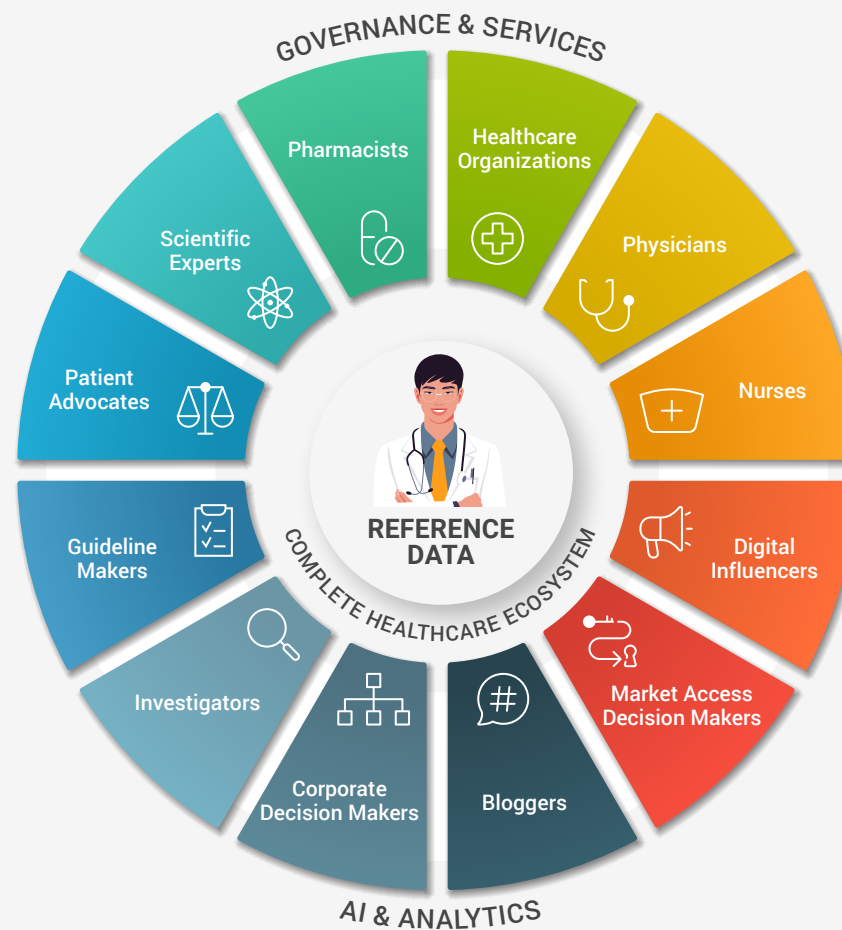 GOVERNANCE & SERVICES
Healthcare
Organizations
Physicians
Nurses
Digital
Influencers
Market Access
Decision Makers
Bloggers
Corporate
Decision Makers
Investigators
Guideline
Makers
Patient
Advocates
Scientific
Experts
Pharmacists
REFERENCE
DATA
COMPLETE HEALTHCARE ECOSYSTEM
#
AI & ANALYTICS